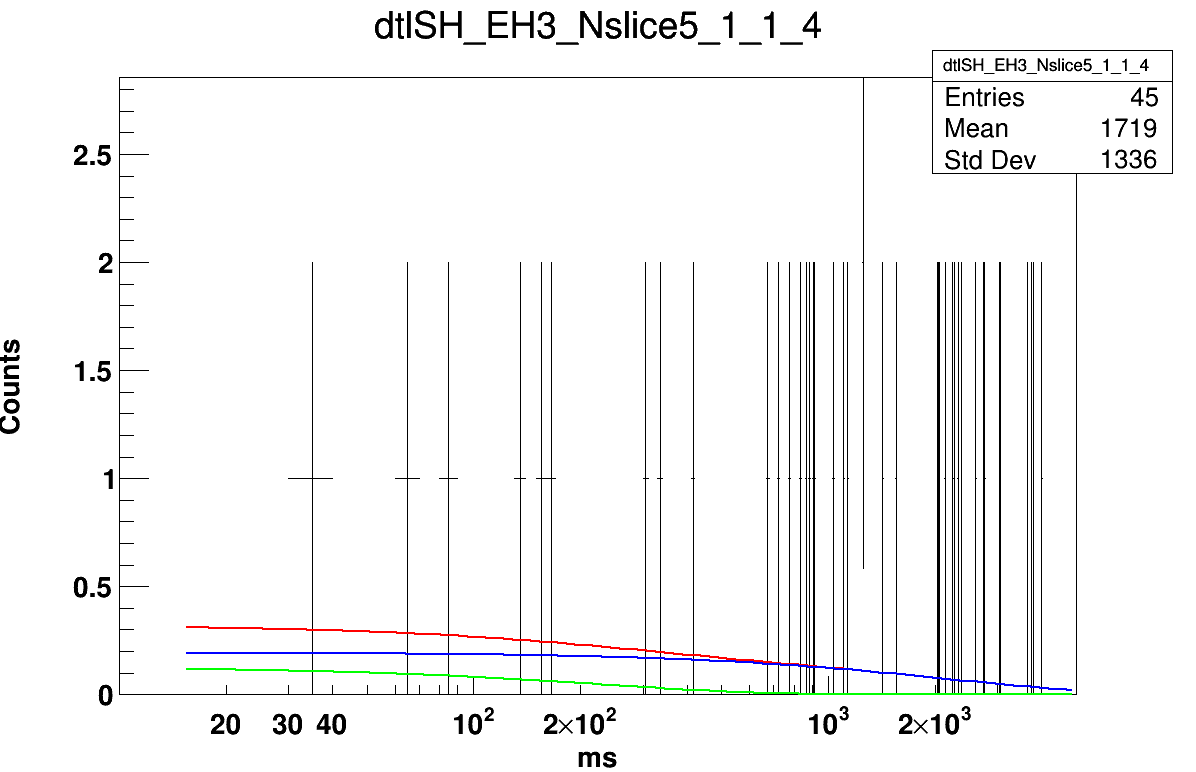 dtlSH_EH3_Nslice5_1_1_4
dtlSH_EH3_Nslice5_1_1_4
Entries 45
Mean 1719
Std Dev 1336
2.5
2
1.5
1
0.5
0
Counts
20 30 40 10² 2×10² 10³ 2×10³
ms